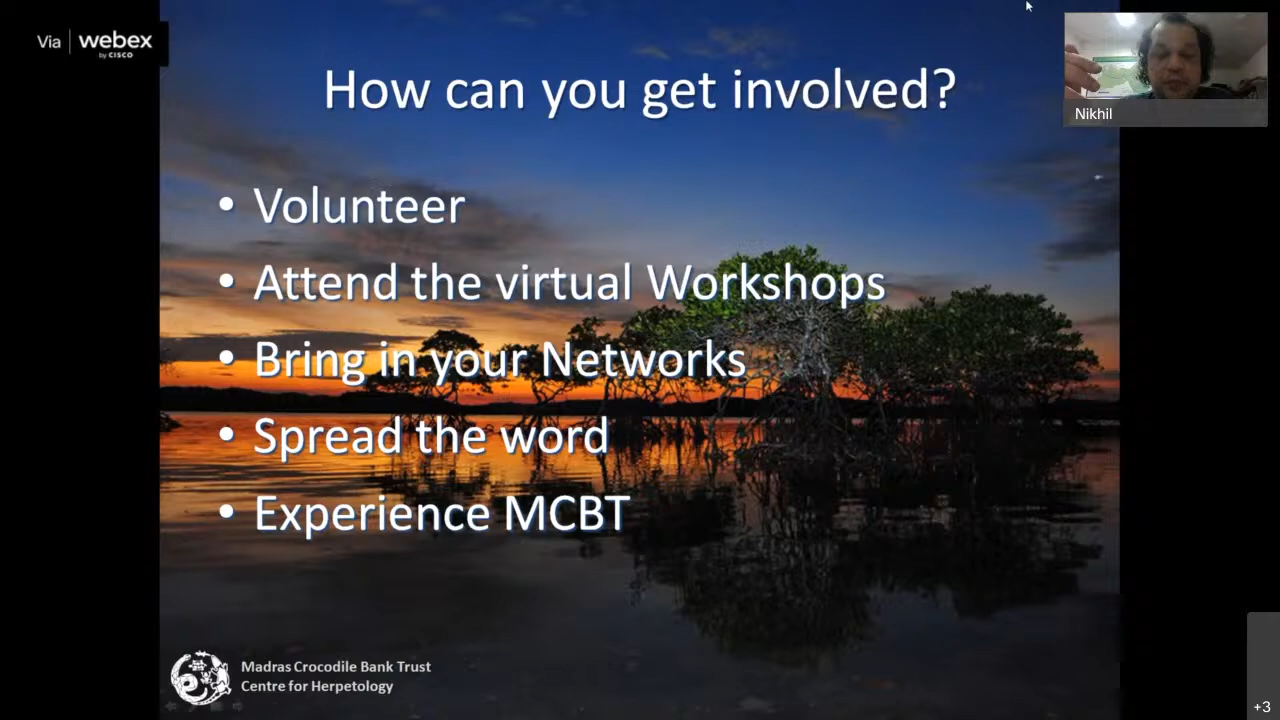 Via | webex
by CISCO
How can you get involved?
Nikhil
• Volunteer
• Attend the virtual Workshops
• Bring in your Networks
• Spread the word
• Experience MCBT
Madras Crocodile Bank Trust
Centre for Herpetology
+3